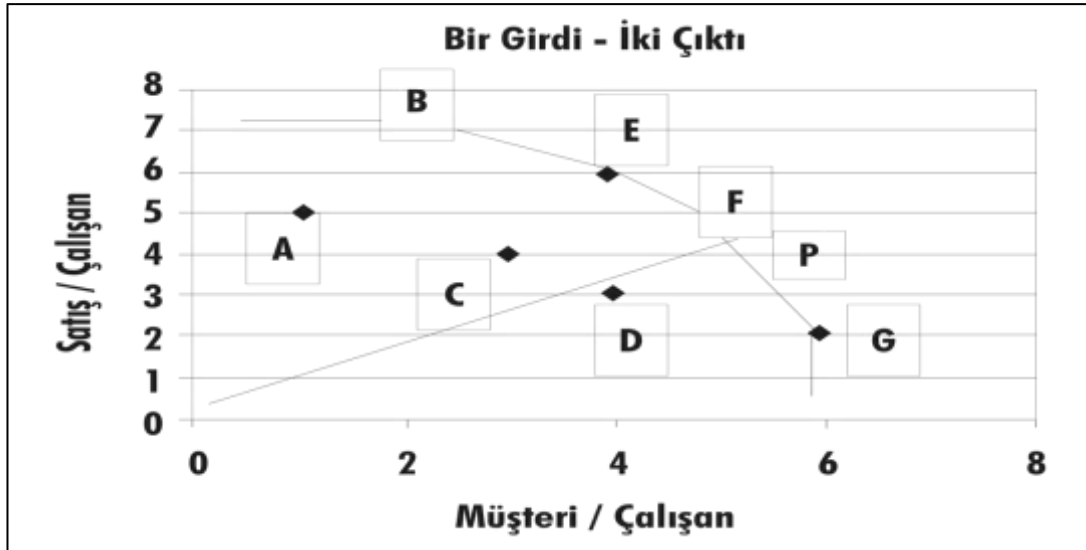 Bir Girdi - İki Çıktı
8
7
6
5
4
3
2
1
0
B
E
F
A
P
C
D
G
Satış / Çalışan
0 2 4 6 8
Müşteri / Çalışan